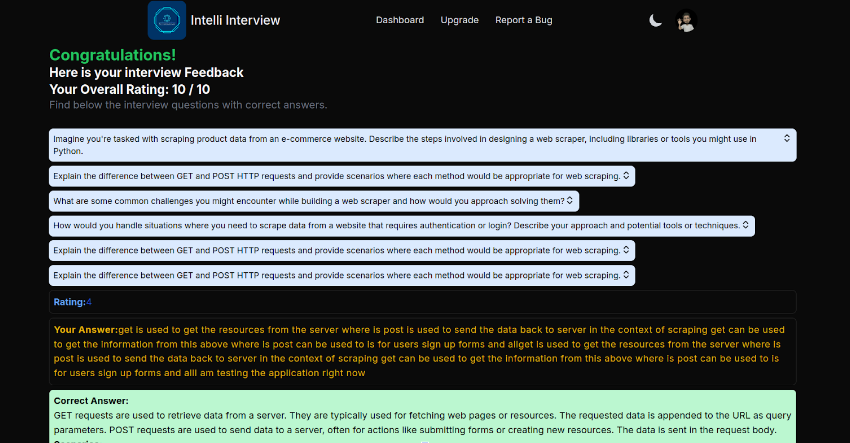 Intelli Interview
Dashboard
Upgrade
Report a Bug
Congratulations!
Here is your interview Feedback
Your Overall Rating: 10 / 10
Find below the interview questions with correct answers.
Imagine you're tasked with scraping product data from an e-commerce website. Describe the steps involved in designing a web scraper, including libraries or tools you might use in
Python.
Explain the difference between GET and POST HTTP requests and provide scenarios where each method would be appropriate for web scraping.
What are some common challenges you might encounter while building a web scraper and how would you approach solving them?
How would you handle situations where you need to scrape data from a website that requires authentication or login? Describe your approach and potential tools or techniques.
Explain the difference between GET and POST HTTP requests and provide scenarios where each method would be appropriate for web scraping.
Explain the difference between GET and POST HTTP requests and provide scenarios where each method would be appropriate for web scraping.
Rating:4
Your Answer:get is used to get the resources from the server where is post is used to send the data back to server in the context of scraping get can be used
to get the information from this above where is post can be used to is for users sign up forms and allget is used to get the resources from the server where is
post is used to send the data back to server in the context of scraping get can be used to get the information from this above where is post can be used to is
for users sign up forms and allI am testing the application right now
Correct Answer:
GET requests are used to retrieve data from a server. They are typically used for fetching web pages or resources. The requested data is appended to the URL as query
parameters. POST requests are used to send data to a server, often for actions like submitting forms or creating new resources. The data is sent in the request body.